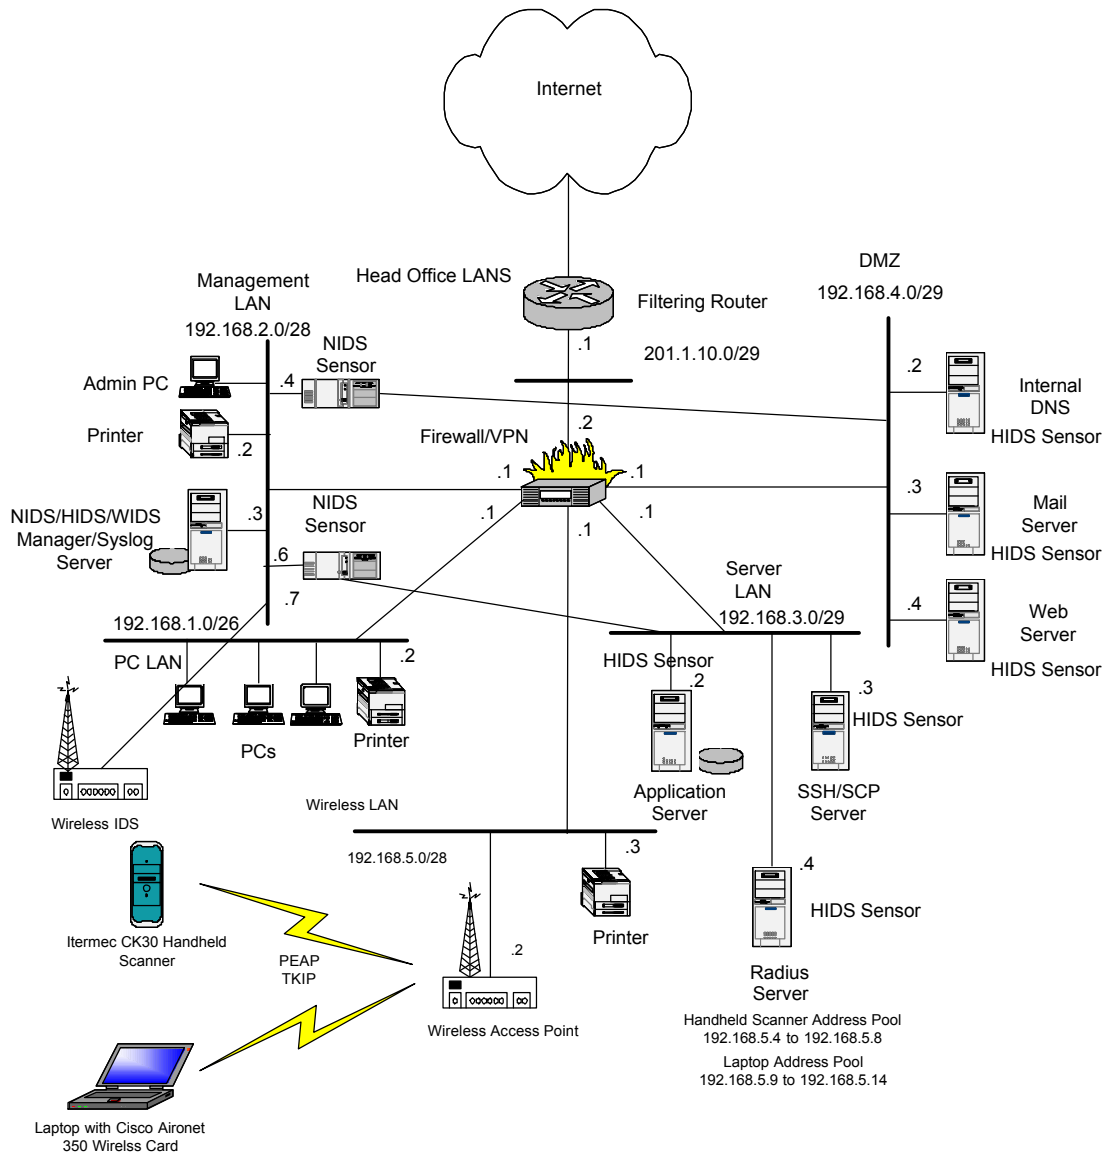 Internet
Head Office LANS
Filtering Router
.1
201.1.10.0/29
Management
LAN
192.168.2.0/28
DMZ
192.168.4.0/29
NIDS
Sensor
Admin PC
.4
Printer
.2
Firewall/VPN
.2
.1
.1
.1
.1
.1
NIDS/HIDS/WIDS
Manager/Syslog
Server
.3
NIDS
Sensor
.6
.7
.2
Internal
DNS
HIDS Sensor
.3
Mail
Server
HIDS Sensor
.4
Web
Server
HIDS Sensor
Server
LAN
192.168.3.0/29
192.168.1.0/26
PC LAN
.2
PCs
Printer
HIDS Sensor
.2
Application
Server
.3
HIDS Sensor
SSH/SCP
Server
Wireless IDS
Wireless LAN
192.168.5.0/28
.3
Printer
.4
HIDS Sensor
Radius
Server
Handheld Scanner Address Pool
192.168.5.4 to 192.168.5.8
Laptop Address Pool
192.168.5.9 to 192.168.5.14
Itermec CK30 Handheld
Scanner
PEAP
TKIP
.2
Wireless Access Point
Laptop with Cisco Aironet
350 Wirelss Card